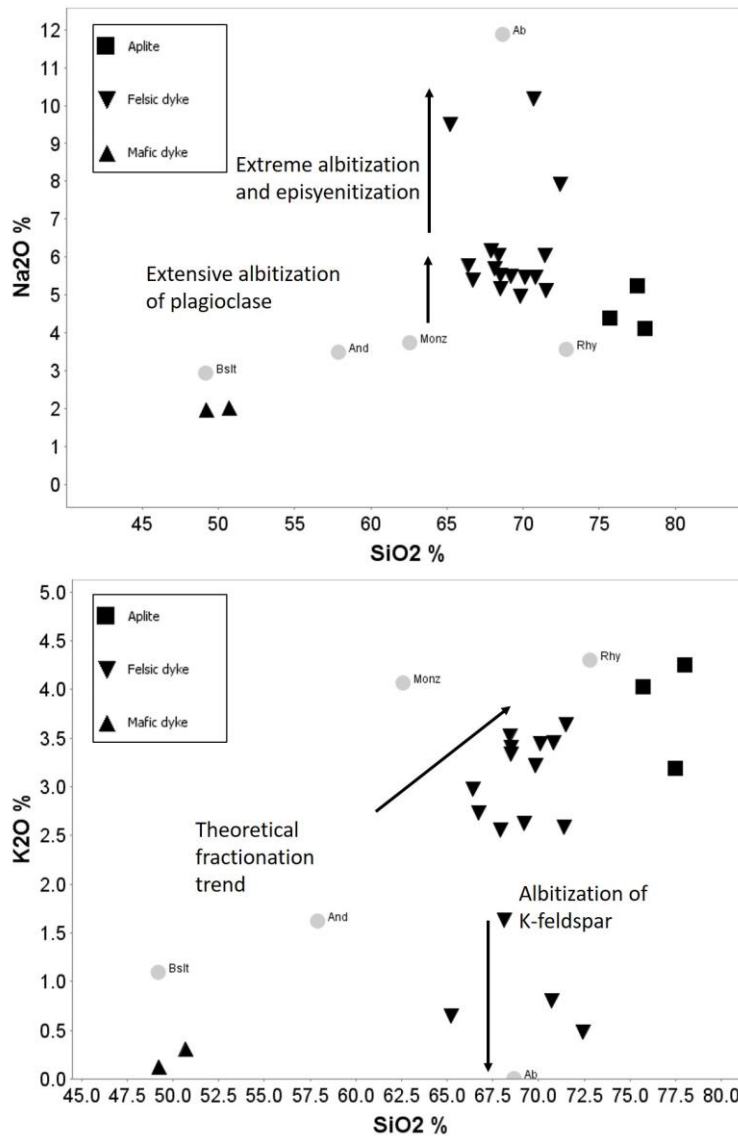 12
11
10
9
8
7
6
5
4
3
2
1
0
Na2O %
Aplite
Felsic dyke
Mafic dyke
Ab
Extreme albitization
and episyenitization
Extensive albitization
of plagioclase
Bslt
And
Monz
Rhy
45 50 55 60 65 70 75 80
SiO2 %
5.0
4.5
4.0
3.5
3.0
2.5
2.0
1.5
1.0
0.5
0.0
K2O %
Aplite
Felsic dyke
Mafic dyke
Monz
Rhy
Theoretical
fractionation
trend
Albitization of
K-feldspar
And
Bslt
Ab
45.0 47.5 50.0 52.5 55.0 57.5 60.0 62.5 65.0 67.5 70.0 72.5 75.0 77.5 80.0
SiO2 %